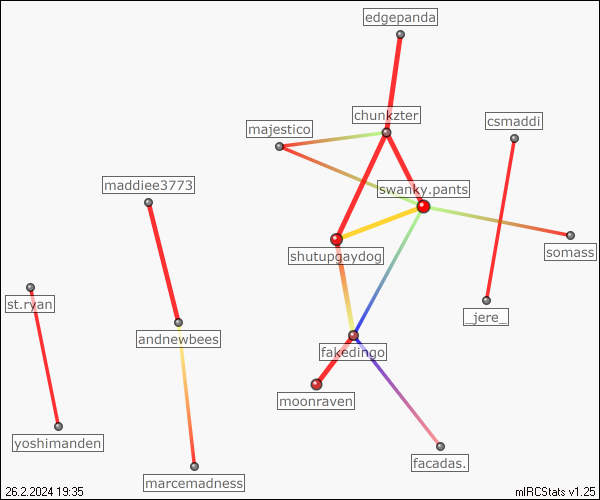 edgepanda
chunkzter
csmaddi
majestico
maddiee3773
swanky.pants
shutupgaydog
somass
st.ryan
_jere_
andnewbees
fakedingo
moonraven
yoshimanden
facadas.
marcemadness
26.2.2024 19:35
mIRCStats v1.25